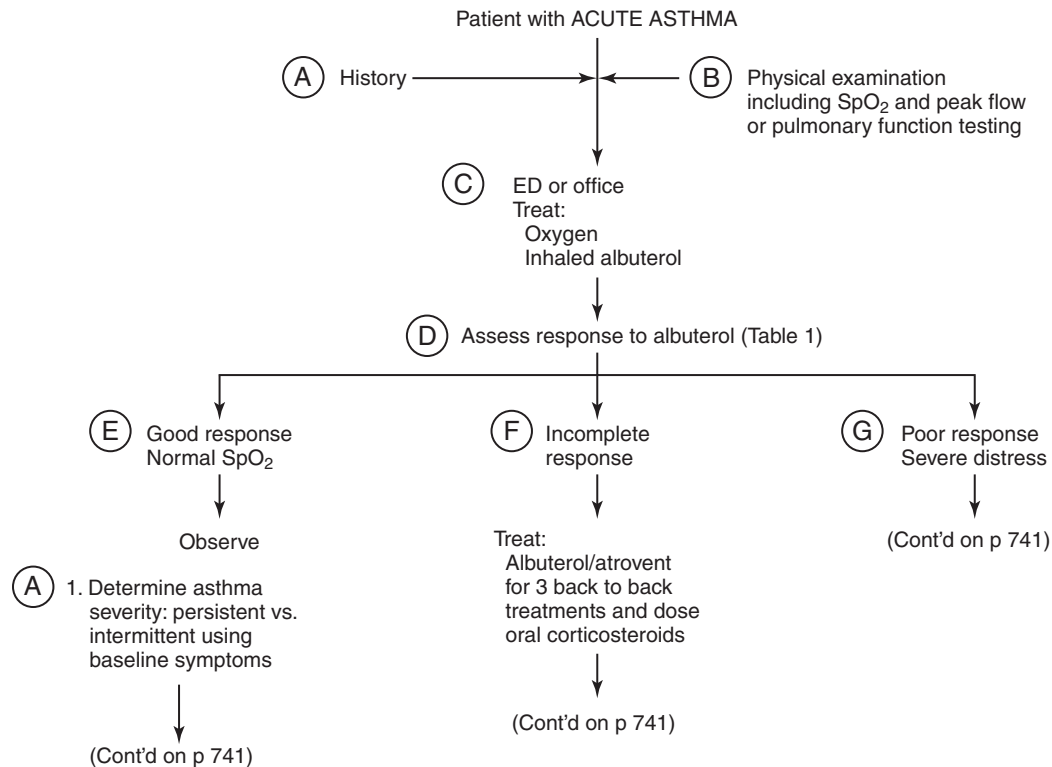 Patient with ACUTE ASTHMA
A History
B Physical examination
including SpO₂ and peak flow
or pulmonary function testing
C ED or office
Treat:
Oxygen
Inhaled albuterol
D Assess response to albuterol (Table 1)
E Good response
Normal SpO₂
Observe
A 1. Determine asthma
severity: persistent vs.
intermittent using
baseline symptoms
(Cont'd on p 741)
F Incomplete
response
Treat:
Albuterol/atrovent
for 3 back to back
treatments and dose
oral corticosteroids
(Cont'd on p 741)
G Poor response
Severe distress
(Cont'd on p 741)